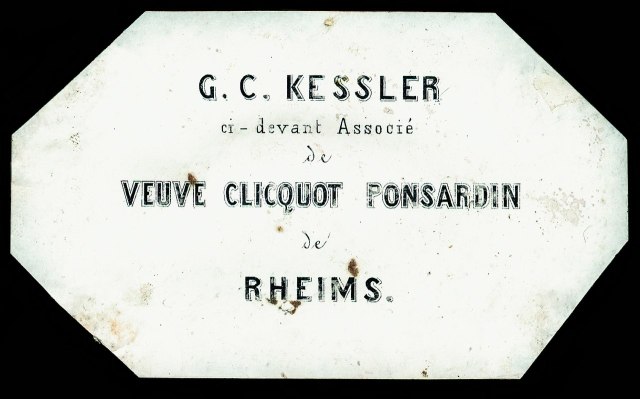 G. C. KESSLER
ci-devant Associé
de
VEUVE CLICQUOT PONSARDIN
de
RHEIMS.